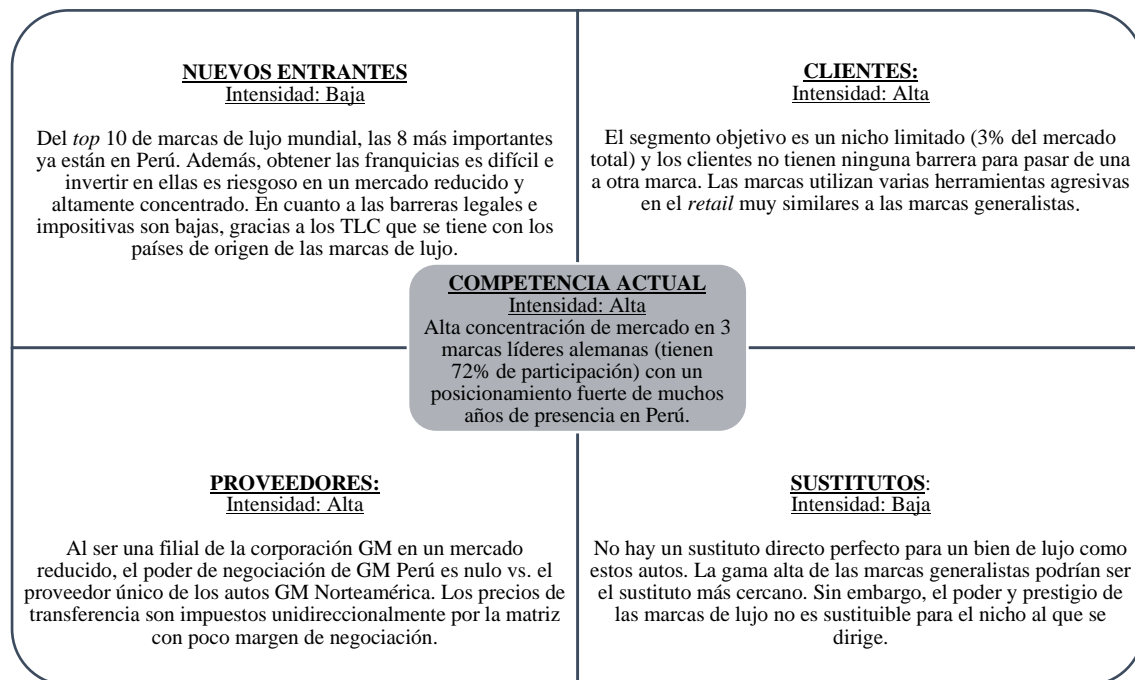 NUEVOS ENTRANTES
Intensidad: Baja
Del top 10 de marcas de lujo mundial, las 8 más importantes
ya están en Perú. Además, obtener las franquicias es difícil e
invertir en ellas es riesgoso en un mercado reducido y
altamente concentrado. En cuanto a las barreras legales e
impositivas son bajas, gracias a los TLC que se tiene con los
países de origen de las marcas de lujo.
CLIENTES:
Intensidad: Alta
El segmento objetivo es un nicho limitado (3% del mercado
total) y los clientes no tienen ninguna barrera para pasar de una
a otra marca. Las marcas utilizan varias herramientas agresivas
en el retail muy similares a las marcas generalistas.
COMPETENCIA ACTUAL
Intensidad: Alta
Alta concentración de mercado en 3
marcas líderes alemanas (tienen
72% de participación) con un
posicionamiento fuerte de muchos
años de presencia en Perú.
PROVEEDORES:
Intensidad: Alta
Al ser una filial de la corporación GM en un mercado
reducido, el poder de negociación de GM Perú es nulo vs. el
proveedor único de los autos GM Norteamérica. Los precios de
transferencia son impuestos unidireccionalmente por la matriz
con poco margen de negociación.
SUSTITUTOS:
Intensidad: Baja
No hay un sustituto directo perfecto para un bien de lujo como
estos autos. La gama alta de las marcas generalistas podrían ser
el sustituto más cercano. Sin embargo, el poder y prestigio de
las marcas de lujo no es sustituible para el nicho al que se
dirige.